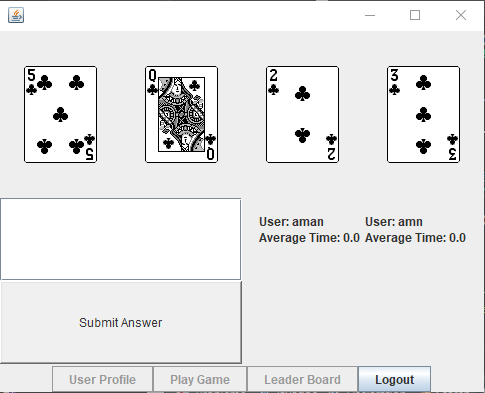 5 Q 2 3
5 Q 2 3
User: aman User: amn
Average Time: 0.0 Average Time: 0.0
Submit Answer
User Profile Play Game Leader Board Logout